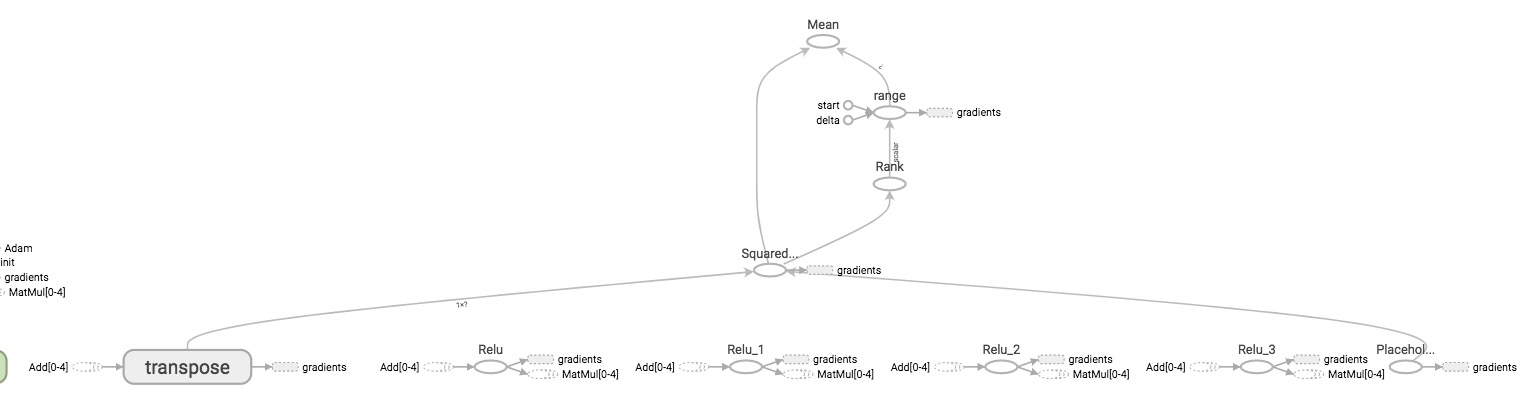 Mean
range
start
delta
gradients
scalar
Rank
Squared...
gradients
Adam
init
gradients
MatMul[0-4]
1×?
Add[0-4]
transpose
gradients
Add[0-4]
Relu
gradients
MatMul[0-4]
Add[0-4]
Relu_1
gradients
MatMul[0-4]
Add[0-4]
Relu_2
gradients
MatMul[0-4]
Add[0-4]
Relu_3
gradients
MatMul[0-4]
Placehol...
gradients